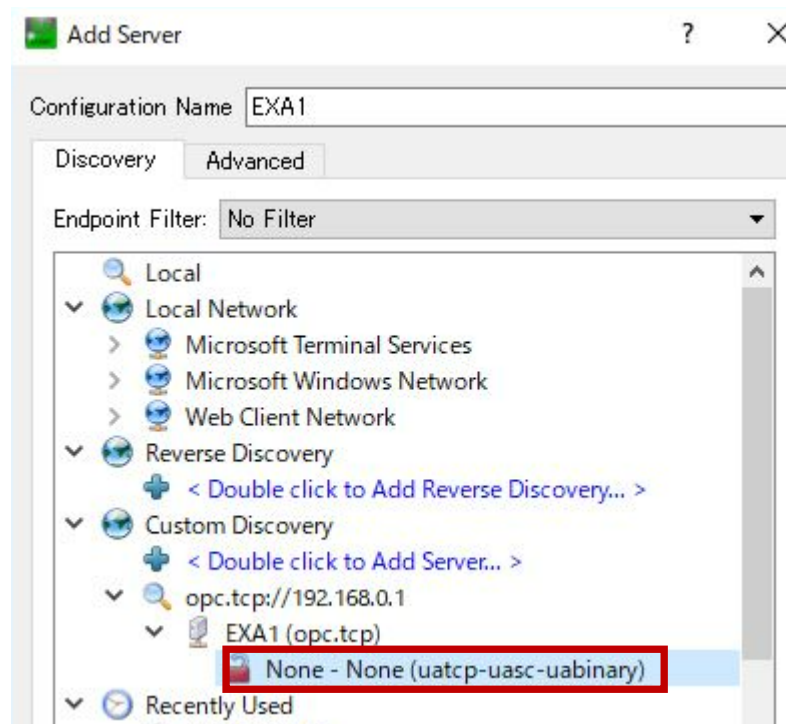 Add Server ?
Configuration Name EXA1
Discovery Advanced
Endpoint Filter: No Filter
Local
Local Network
Microsoft Terminal Services
Microsoft Windows Network
Web Client Network
Reverse Discovery
< Double click to Add Reverse Discovery... >
Custom Discovery
< Double click to Add Server... >
opc.tcp://192.168.0.1
EXA1 (opc.tcp)
None - None (uatcp-uasc-uabinary)
Recently Used